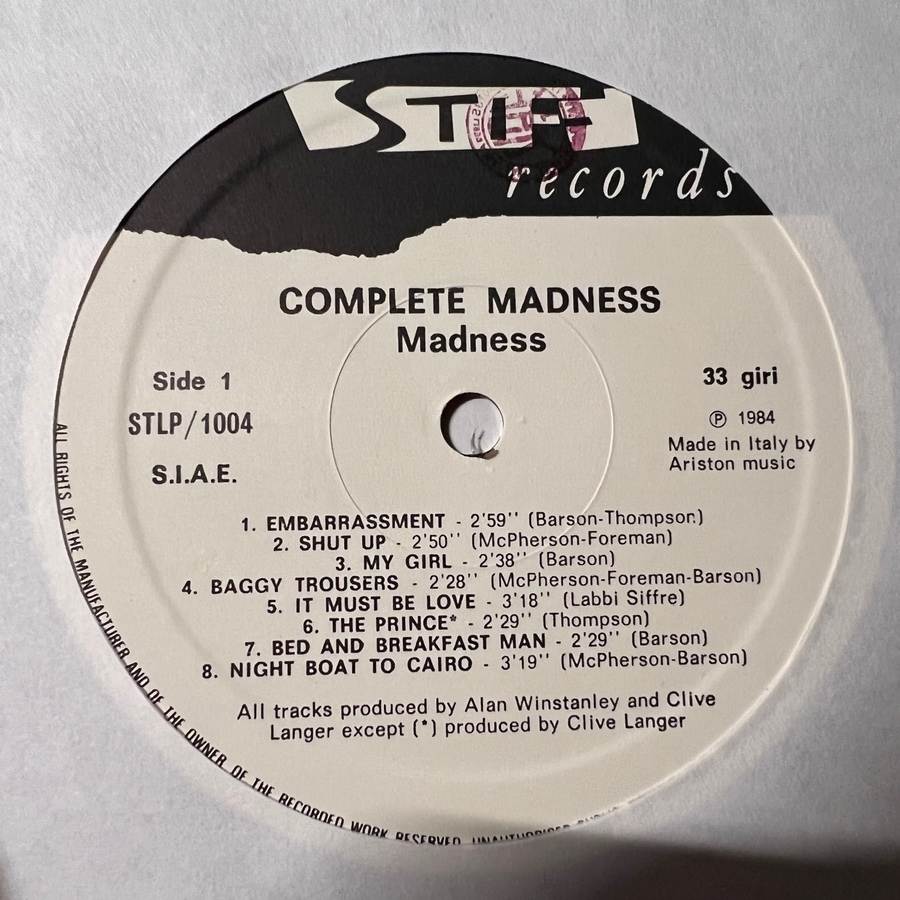 STIFF
records
COMPLETE MADNESS
Madness
Side 1
33 giri
STLP/1004
℗ 1984
Made in Italy by
Ariston music
S.I.A.E.
1. EMBARRASSMENT - 2'59'' (Barson-Thompson)
2. SHUT UP - 2'50'' (McPherson-Foreman)
3. MY GIRL - 2'38'' (Barson)
4. BAGGY TROUSERS - 2'28'' (McPherson-Foreman-Barson)
5. IT MUST BE LOVE - 3'18'' (Labbi Siffre)
6. THE PRINCE* - 2'29'' (Thompson)
7. BED AND BREAKFAST MAN - 2'29'' (Barson)
8. NIGHT BOAT TO CAIRO - 3'19'' (McPherson-Barson)
All tracks produced by Alan Winstanley and Clive
Langer except (*) produced by Clive Langer
ALL RIGHTS OF THE MANUFACTURER AND OF THE OWNER OF THE RECORDED WORK RESERVED. UNAUTHORISED